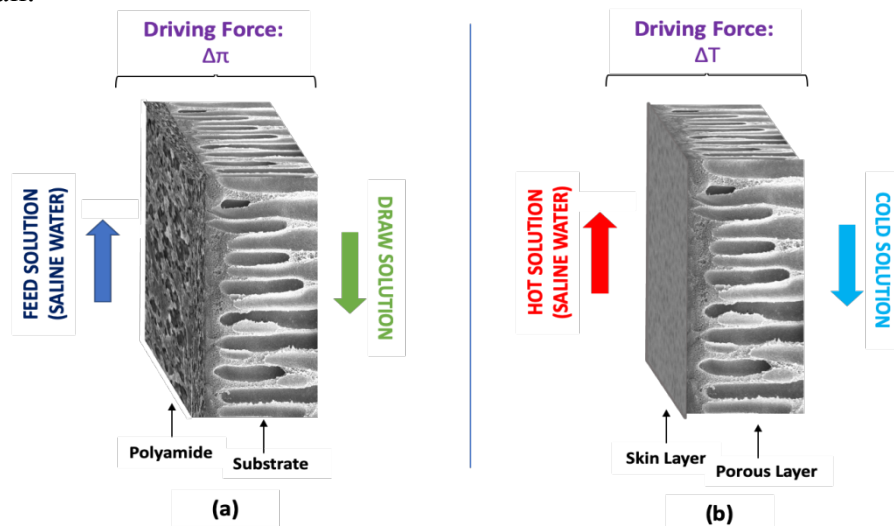 Driving Force:
Δπ
FEED SOLUTION
(SALINE WATER)
DRAW SOLUTION
Polyamide
Substrate
(a)
Driving Force:
ΔT
HOT SOLUTION
(SALINE WATER)
COLD SOLUTION
Skin Layer
Porous Layer
(b)